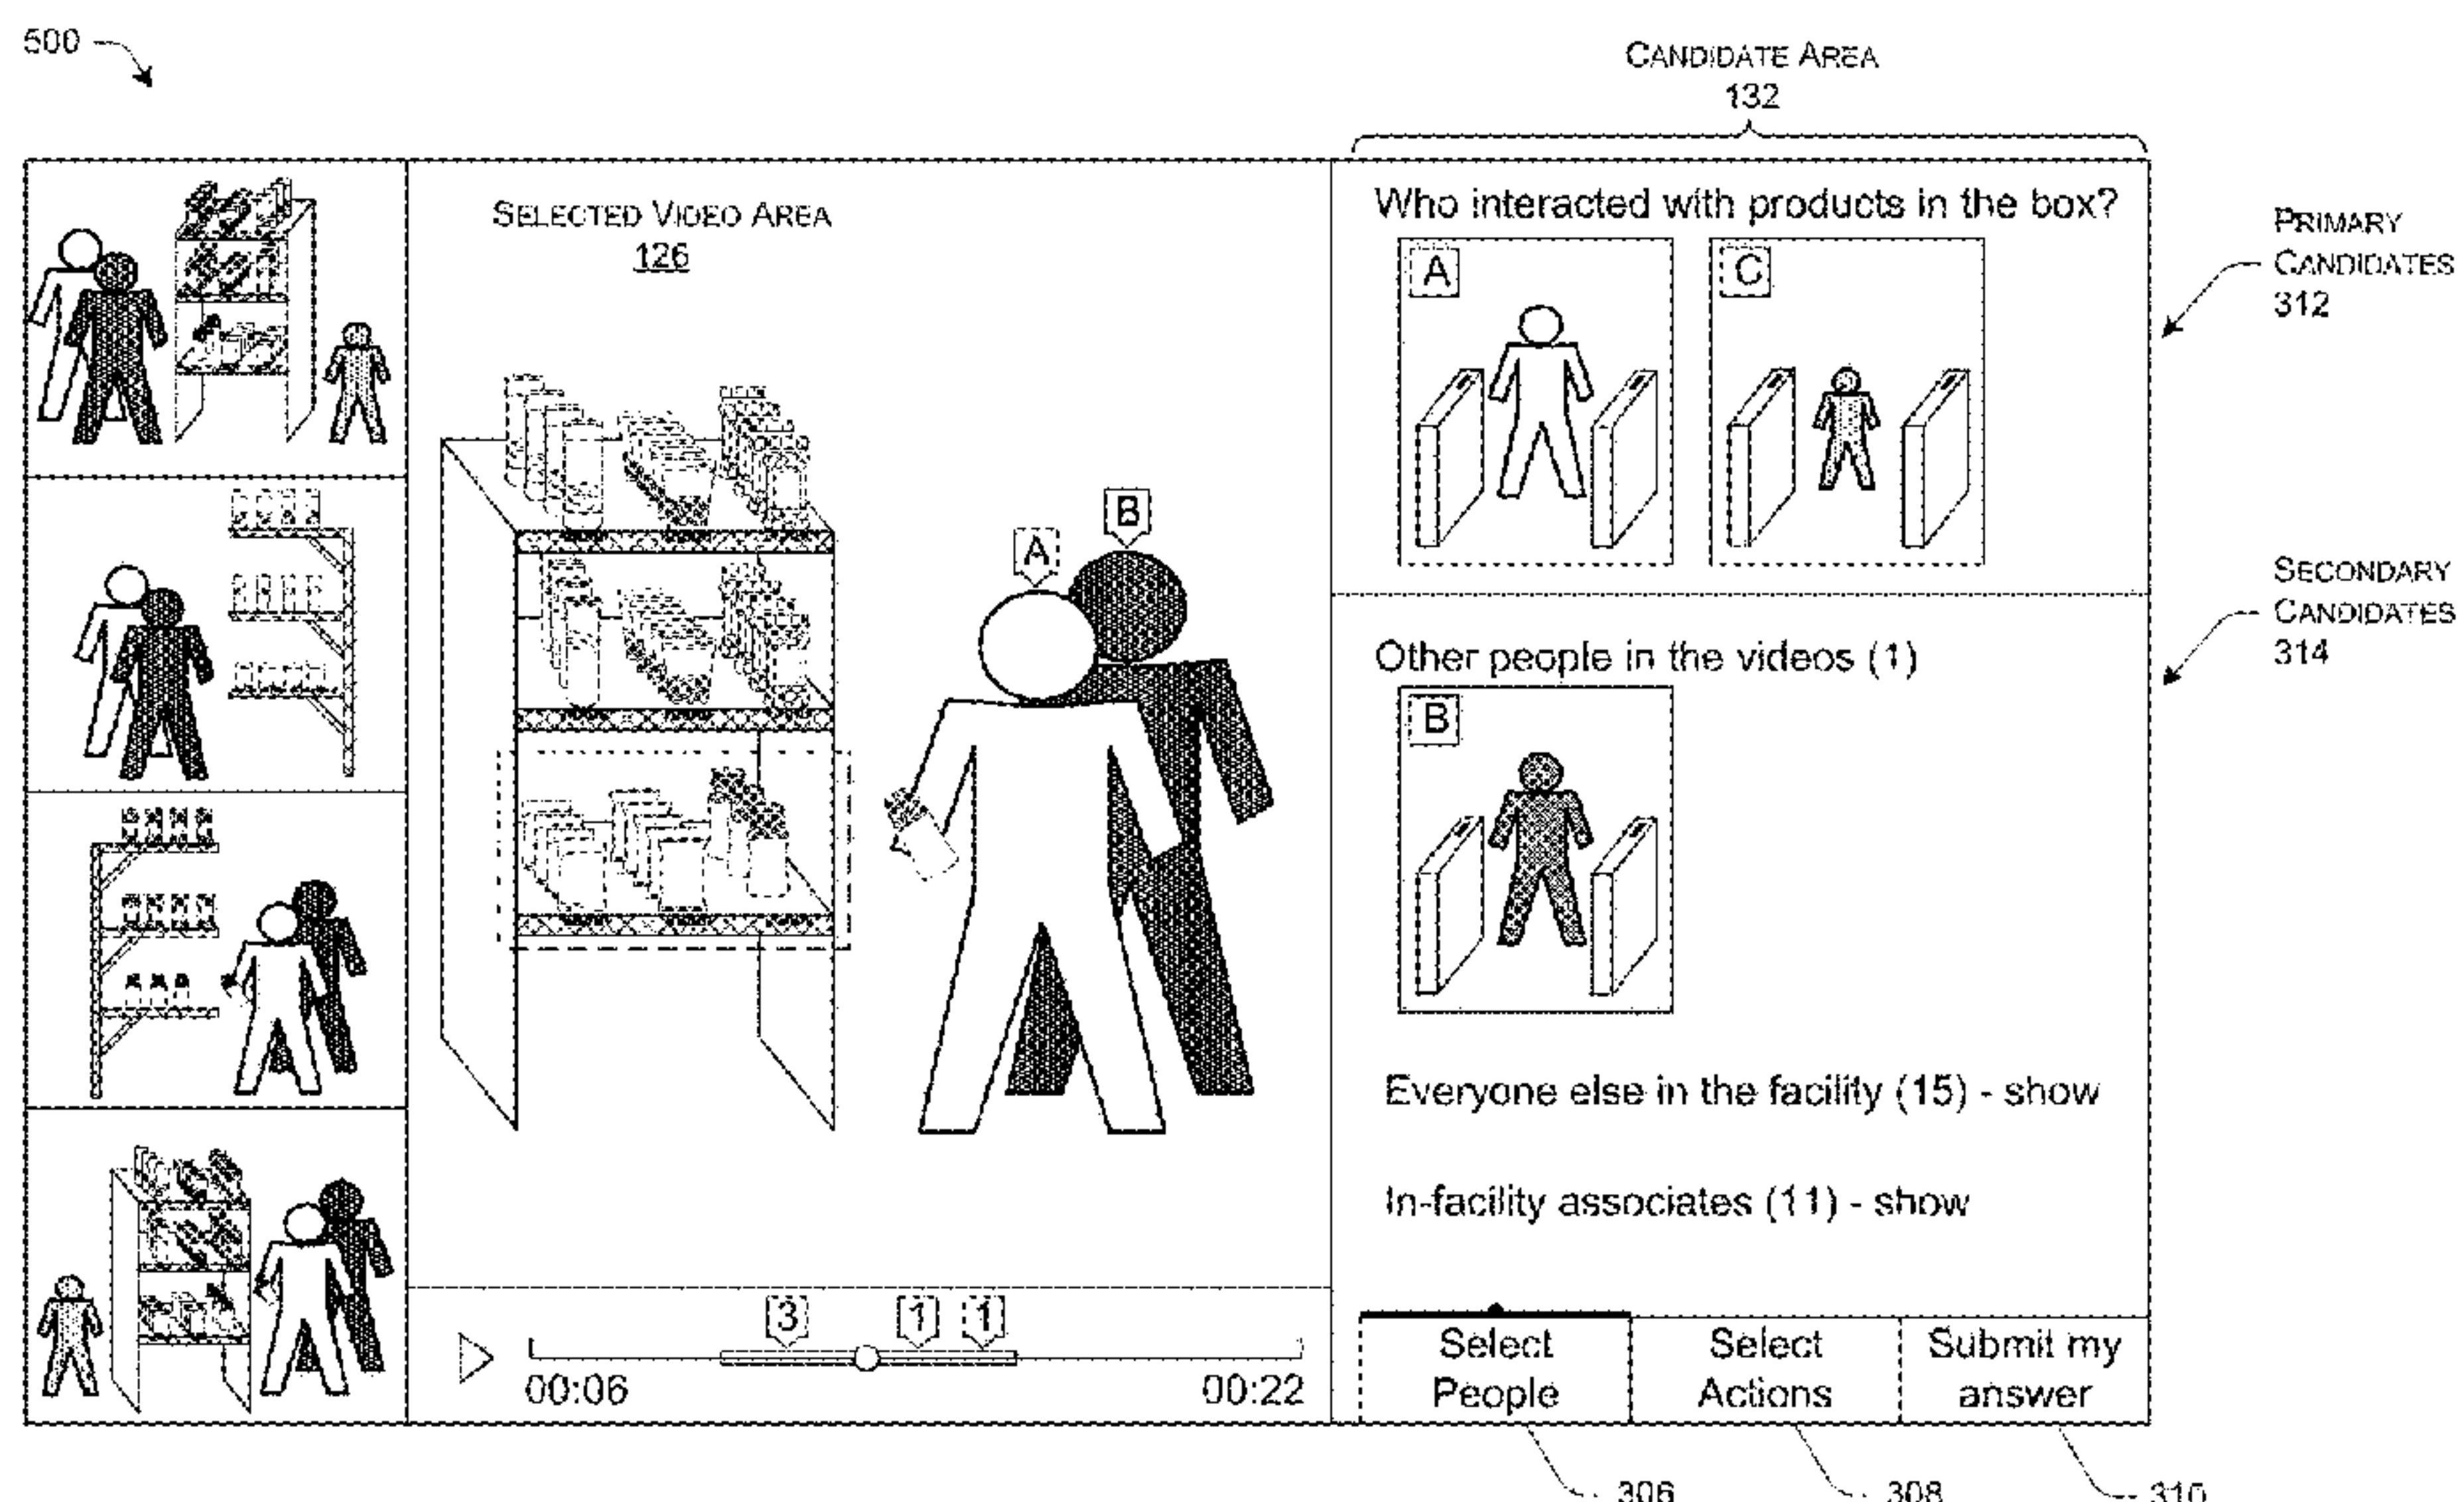 500
CANDIDATE AREA
132
SELECTED VIDEO AREA
126
Who interacted with products in the box?
A
C
PRIMARY
CANDIDATES
312
A
B
SECONDARY
CANDIDATES
314
Other people in the videos (1)
B
Everyone else in the facility (15) - show
In-facility associates (11) - show
3
1
1
00:06
00:22
Select
People
Select
Actions
Submit my
answer
306
308
310